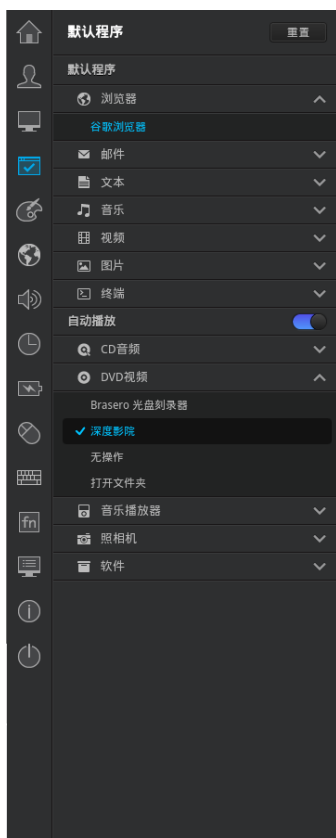 默认程序
重置
默认程序
浏览器
谷歌浏览器
邮件
文本
音乐
视频
图片
终端
自动播放
CD音频
DVD视频
Brasero 光盘刻录器
深度影院
无操作
打开文件夹
音乐播放器
照相机
fn
软件